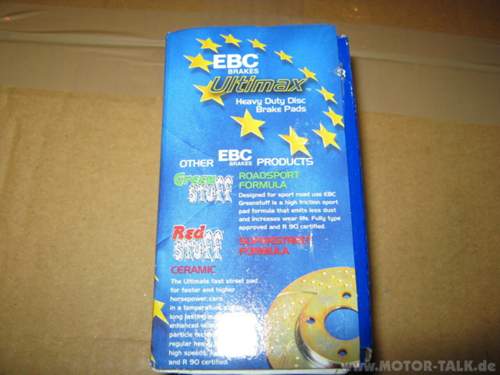 EBC
BRAKES
Ultimax
Heavy Duty Disc
Brake Pads
OTHER EBC BRAKES PRODUCTS
Green STUFF
ROADSPORT
FORMULA
Designed for sport road use EBC
Greenstuff is a high friction sport
pad formula that emits less dust
and increases wear life. Fully type
approved and R 90 certified
Red STUFF
SUPERSTREET
FORMULA
CERAMIC
The Ultimate fast street pad
for faster and higher
horsepower cars
in a temperature
long lasting
enhanced
particle
regular
high speeds
and R 90 certified
www.MOTOR-TALK.de